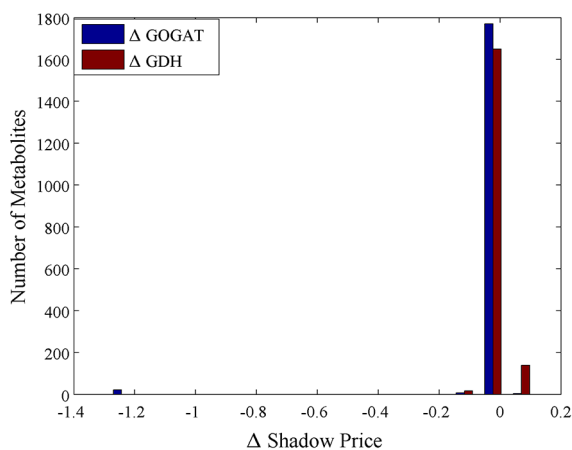 Δ GOGAT
Δ GDH
Number of Metabolites
1800
1600
1400
1200
1000
800
600
400
200
0
-1.4 -1.2 -1 -0.8 -0.6 -0.4 -0.2 0 0.2
Δ Shadow Price